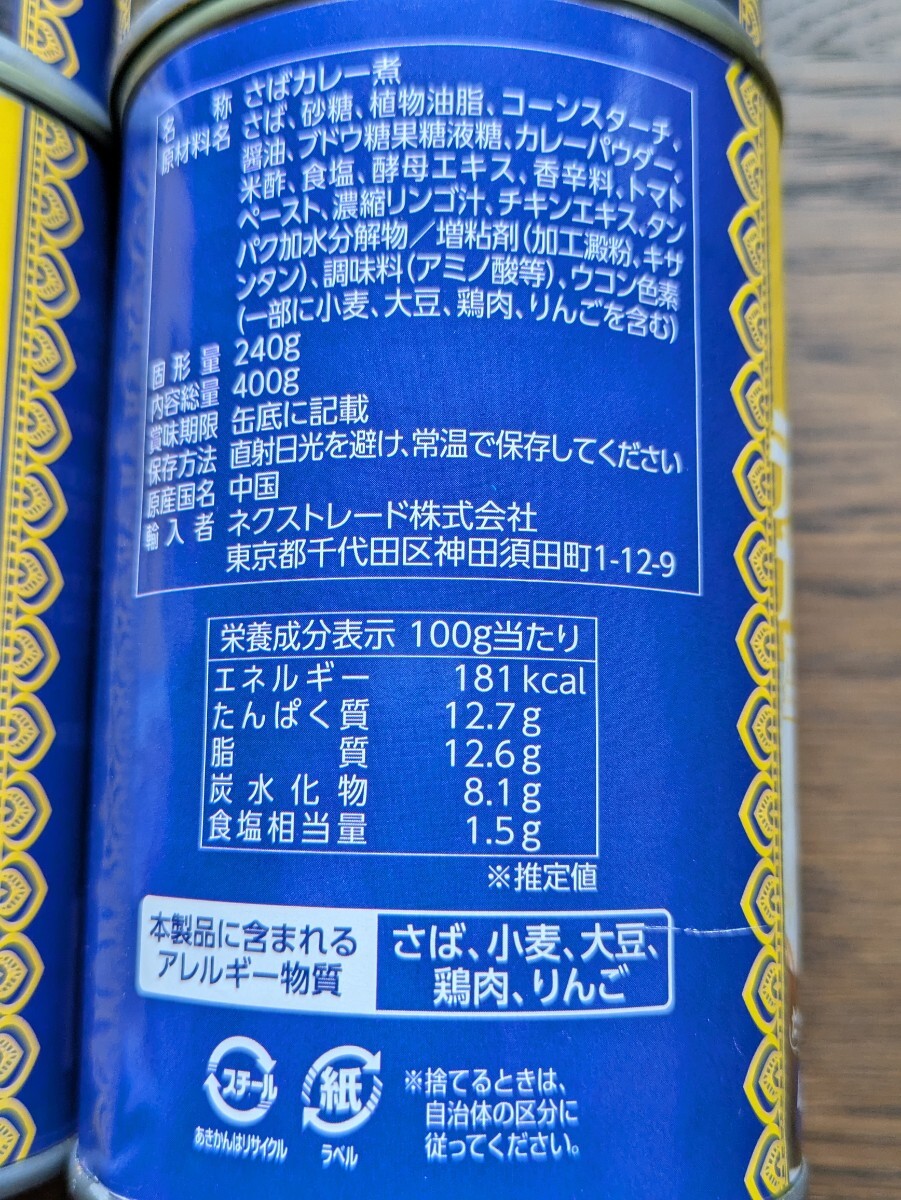 名称 さばカレー煮
原材料名 さば、砂糖、植物油脂、コーンスターチ、
醤油、ブドウ糖果糖液糖、カレーパウダー、
米酢、食塩、酵母エキス、香辛料、トマト
ペースト、濃縮リンゴ汁、チキンエキス、タン
パク加水分解物／増粘剤(加工澱粉、キサ
ンタン)、調味料(アミノ酸等)、ウコン色素
(一部に小麦、大豆、鶏肉、りんごを含む)
固形量 240g
内容総量 400g
賞味期限 缶底に記載
保存方法 直射日光を避け、常温で保存してください
原産国名 中国
輸入者 ネクストレード株式会社
東京都千代田区神田須田町1-12-9
栄養成分表示 100g当たり
エネルギー 181kcal
たんぱく質 12.7g
脂質 12.6g
炭水化物 8.1g
食塩相当量 1.5g
※推定値
本製品に含まれる
アレルギー物質
さば、小麦、大豆、
鶏肉、りんご
スチール
あきかんはリサイクル
紙
ラベル
※捨てるときは、
自治体の区分に
従ってください。